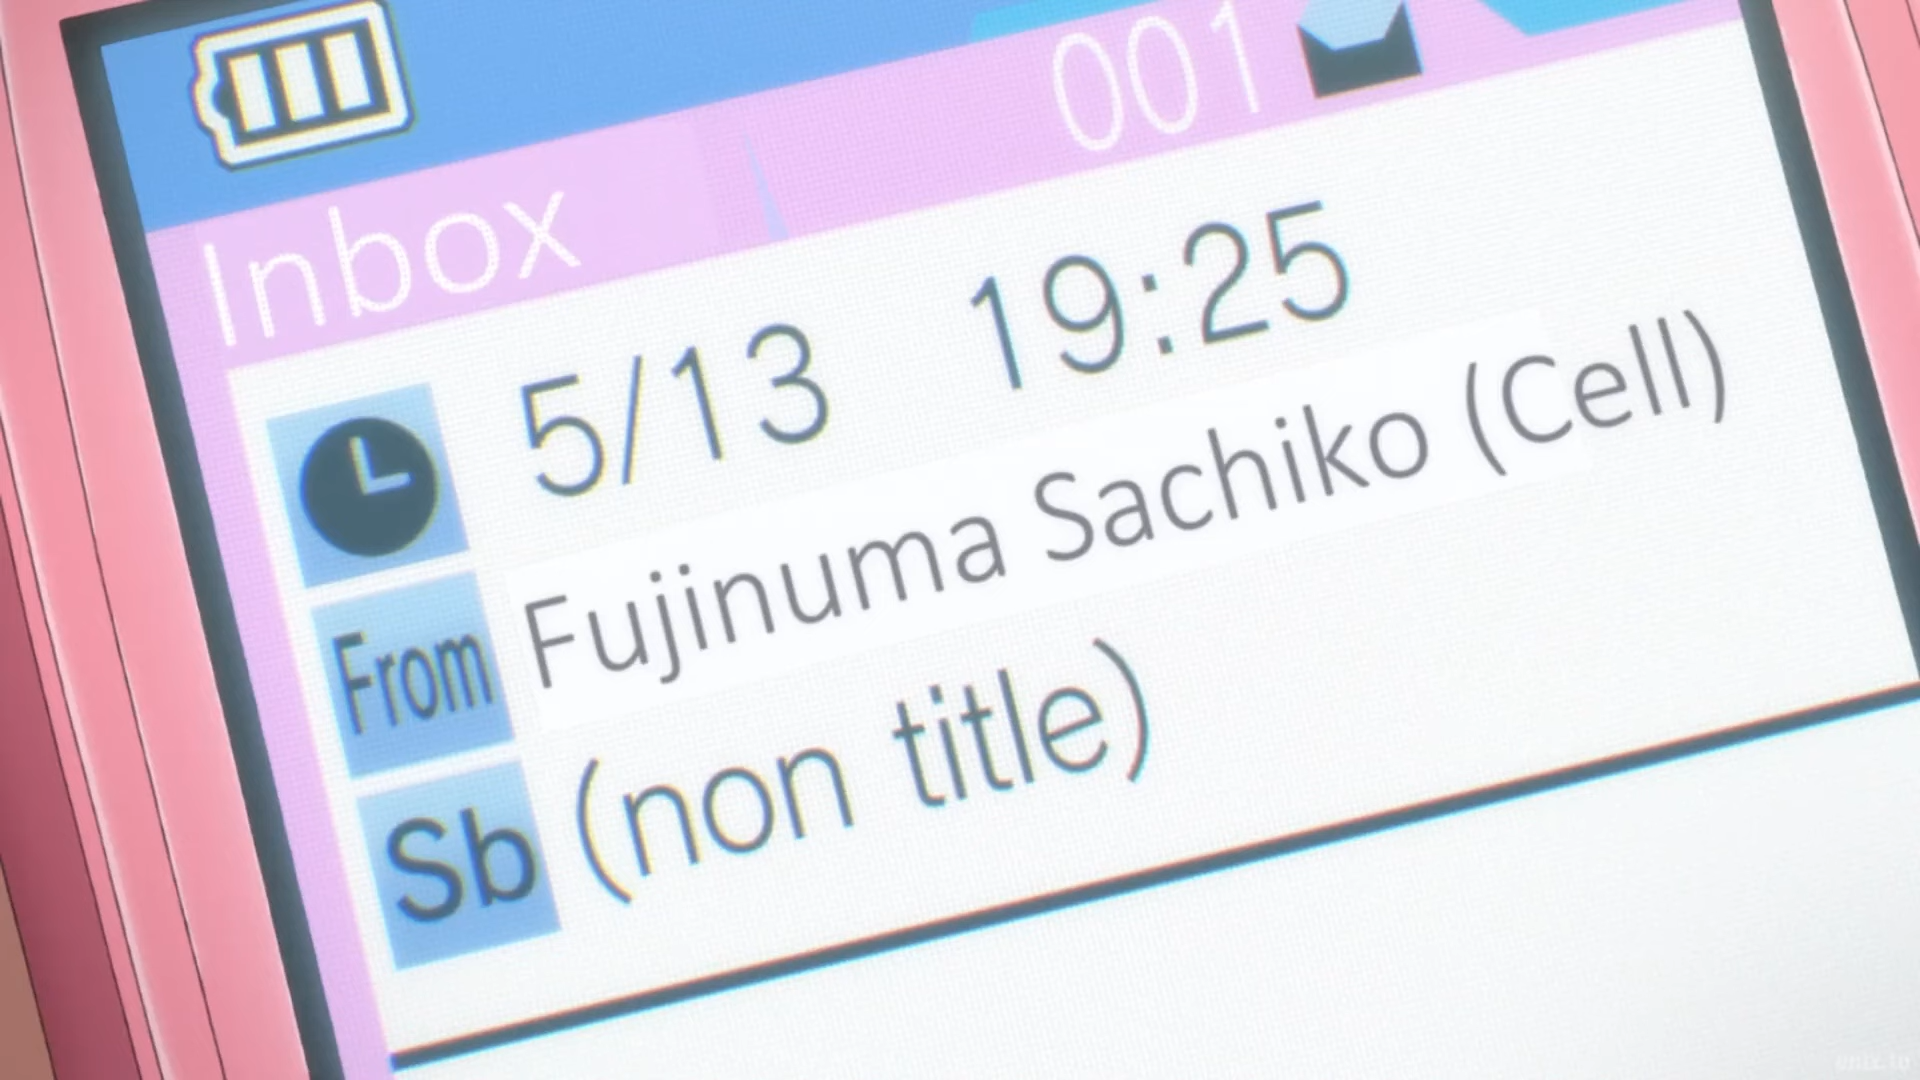 001
Inbox
5/13 19:25
From Fujinuma Sachiko (Cell)
Sb (non title)